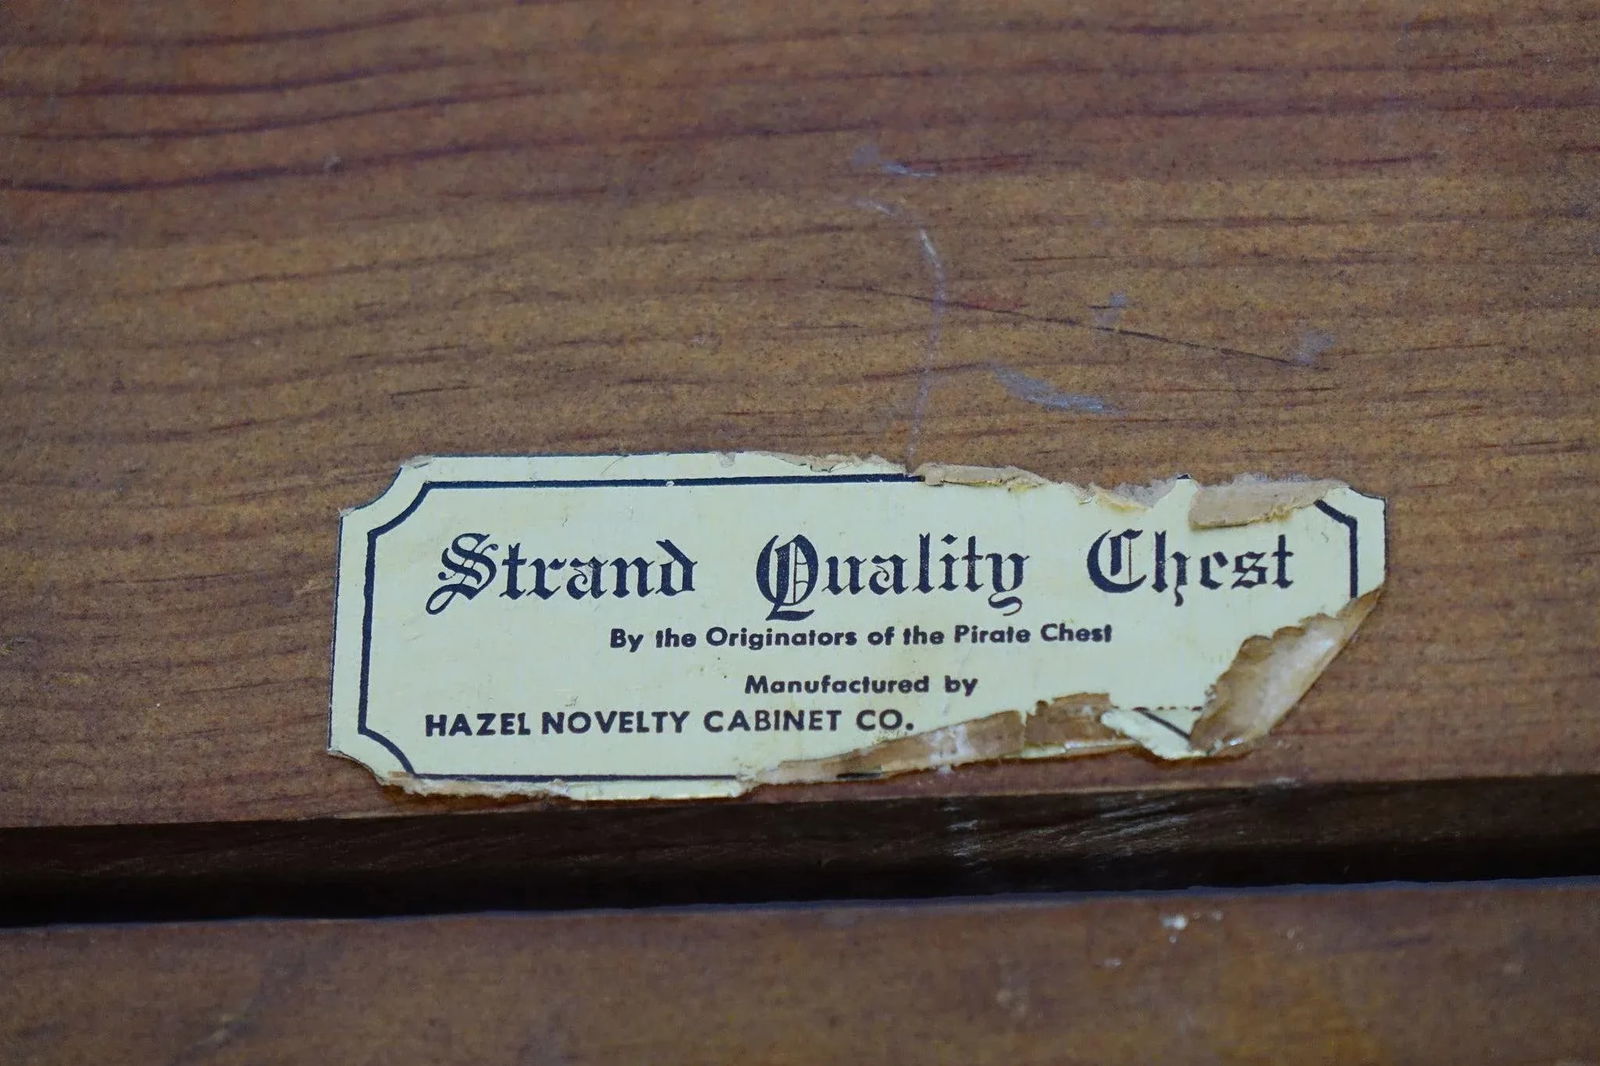 Strand Quality Chest
By the Originators of the Pirate Chest
Manufactured by
HAZEL NOVELTY CABINET CO.